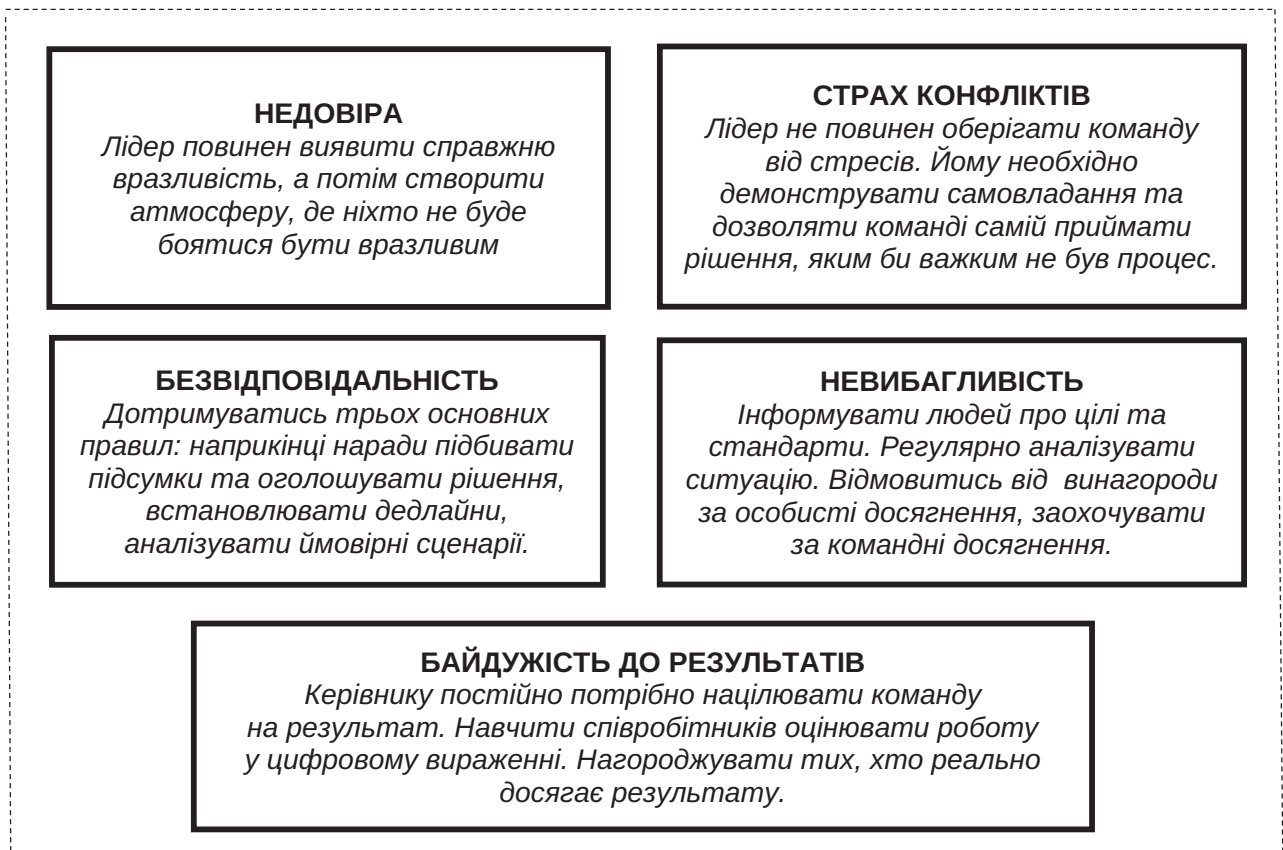 НЕДОВІРА
Лідер повинен виявити справжню
вразливість, а потім створити
атмосферу, де ніхто не буде
боятися бути вразливим
СТРАХ КОНФЛІКТІВ
Лідер не повинен оберігати команду
від стресів. Йому необхідно
демонструвати самовладання та
дозволяти команді самій приймати
рішення, яким би важким не був процес.
БЕЗВІДПОВІДАЛЬНІСТЬ
Дотримуватись трьох основних
правил: наприкінці наради підбивати
підсумки та оголошувати рішення,
встановлювати дедлайни,
аналізувати ймовірні сценарії.
НЕВИБАГЛИВІСТЬ
Інформувати людей про цілі та
стандарти. Регулярно аналізувати
ситуацію. Відмовитись від  винагороди
за особисті досягнення, заохочувати
за командні досягнення.
БАЙДУЖІСТЬ ДО РЕЗУЛЬТАТІВ
Керівнику постійно потрібно націлювати команду
на результат. Навчити співробітників оцінювати роботу
у цифровому вираженні. Нагороджувати тих, хто реально
досягає результату.